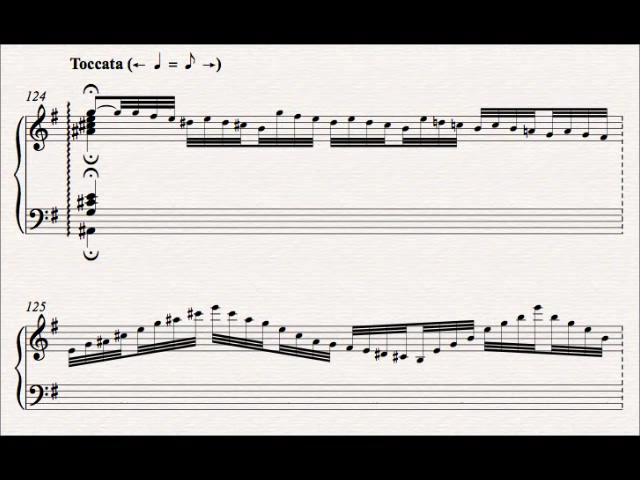 Toccata (← ♩ = ♪ →)
124
125